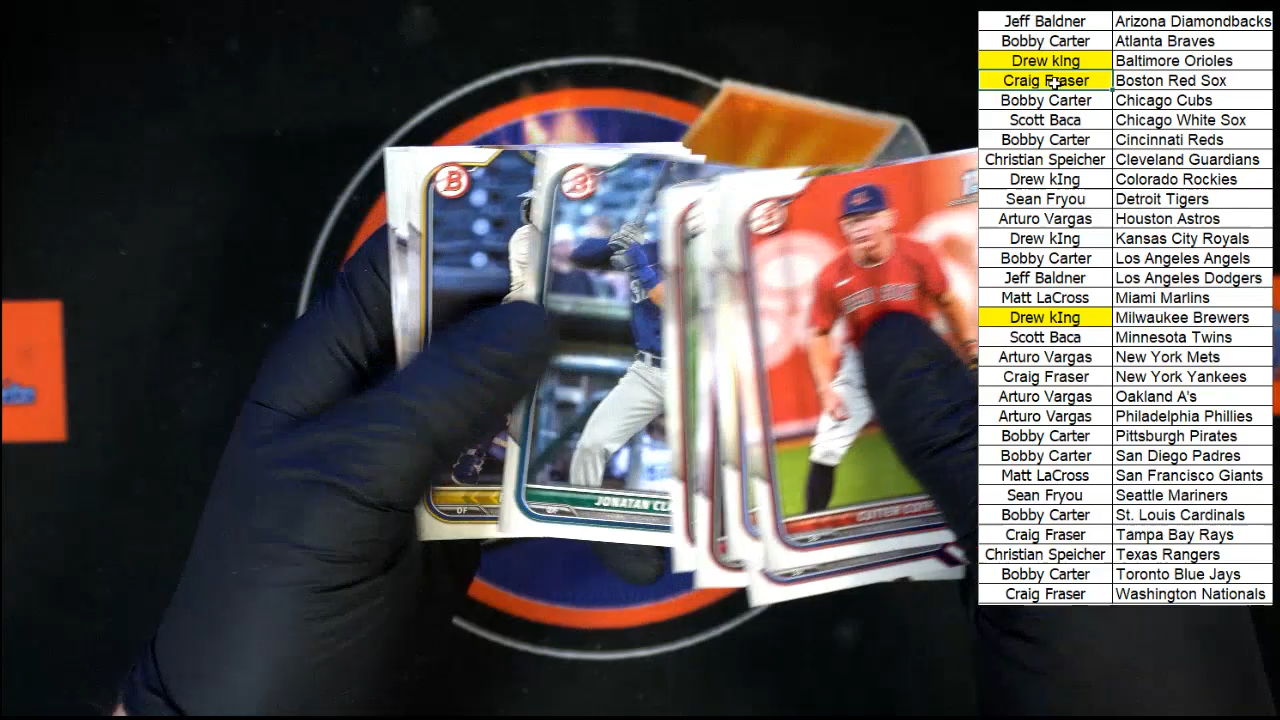 Jeff Baldner Arizona Diamondbacks
Bobby Carter Atlanta Braves
Drew kIng Baltimore Orioles
Craig Fraser Boston Red Sox
Bobby Carter Chicago Cubs
Scott Baca Chicago White Sox
Bobby Carter Cincinnati Reds
Christian Speicher Cleveland Guardians
Drew kIng Colorado Rockies
Sean Fryou Detroit Tigers
Arturo Vargas Houston Astros
Drew kIng Kansas City Royals
Bobby Carter Los Angeles Angels
Jeff Baldner Los Angeles Dodgers
Matt LaCross Miami Marlins
Drew kIng Milwaukee Brewers
Scott Baca Minnesota Twins
Arturo Vargas New York Mets
Craig Fraser New York Yankees
Arturo Vargas Oakland A's
Arturo Vargas Philadelphia Phillies
Bobby Carter Pittsburgh Pirates
Bobby Carter San Diego Padres
Matt LaCross San Francisco Giants
Sean Fryou Seattle Mariners
Bobby Carter St. Louis Cardinals
Craig Fraser Tampa Bay Rays
Christian Speicher Texas Rangers
Bobby Carter Toronto Blue Jays
Craig Fraser Washington Nationals
B
B
JONATAN CL
OF
OF